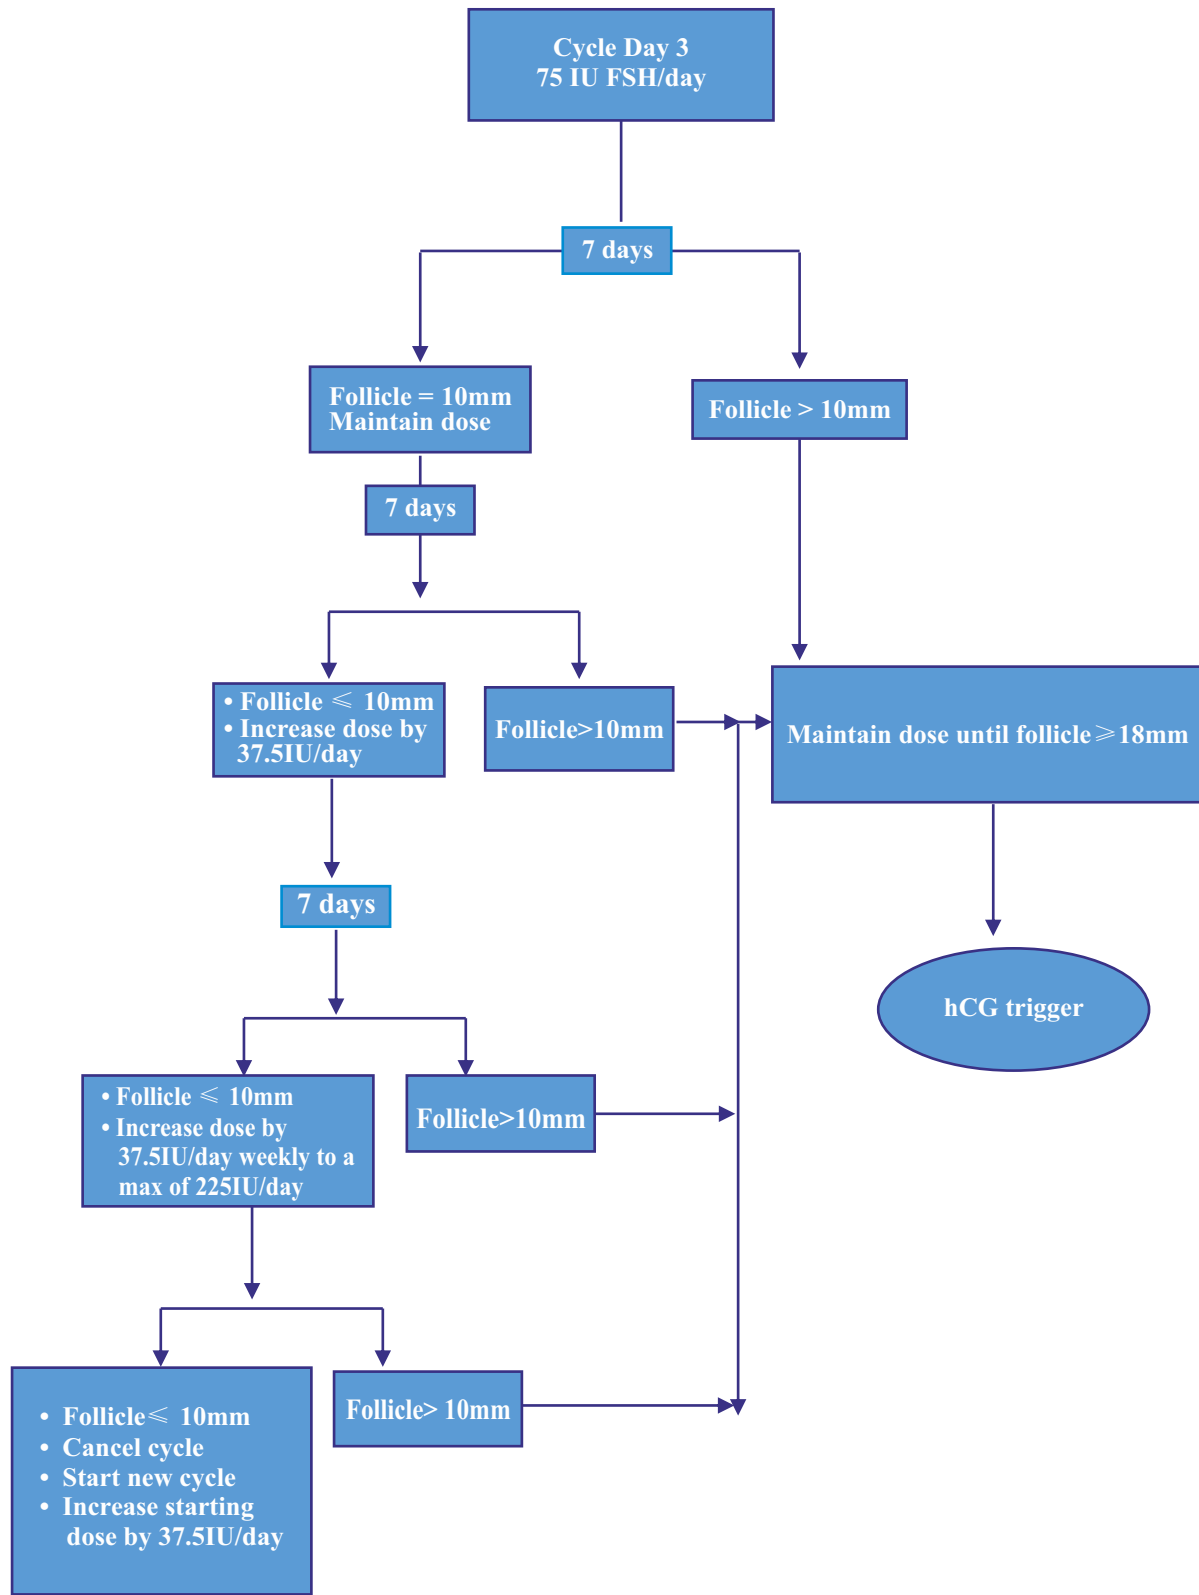 Cycle Day 3
75 IU FSH/day
7 days
Follicle = 10mm
Maintain dose
Follicle > 10mm
7 days
• Follicle ⩽ 10mm
• Increase dose by
37.5IU/day
Follicle>10mm
Maintain dose until follicle⩾18mm
7 days
hCG trigger
• Follicle ⩽ 10mm
• Increase dose by
37.5IU/day weekly to a
max of 225IU/day
Follicle>10mm
• Follicle⩽ 10mm
• Cancel cycle
• Start new cycle
• Increase starting
dose by 37.5IU/day
Follicle> 10mm